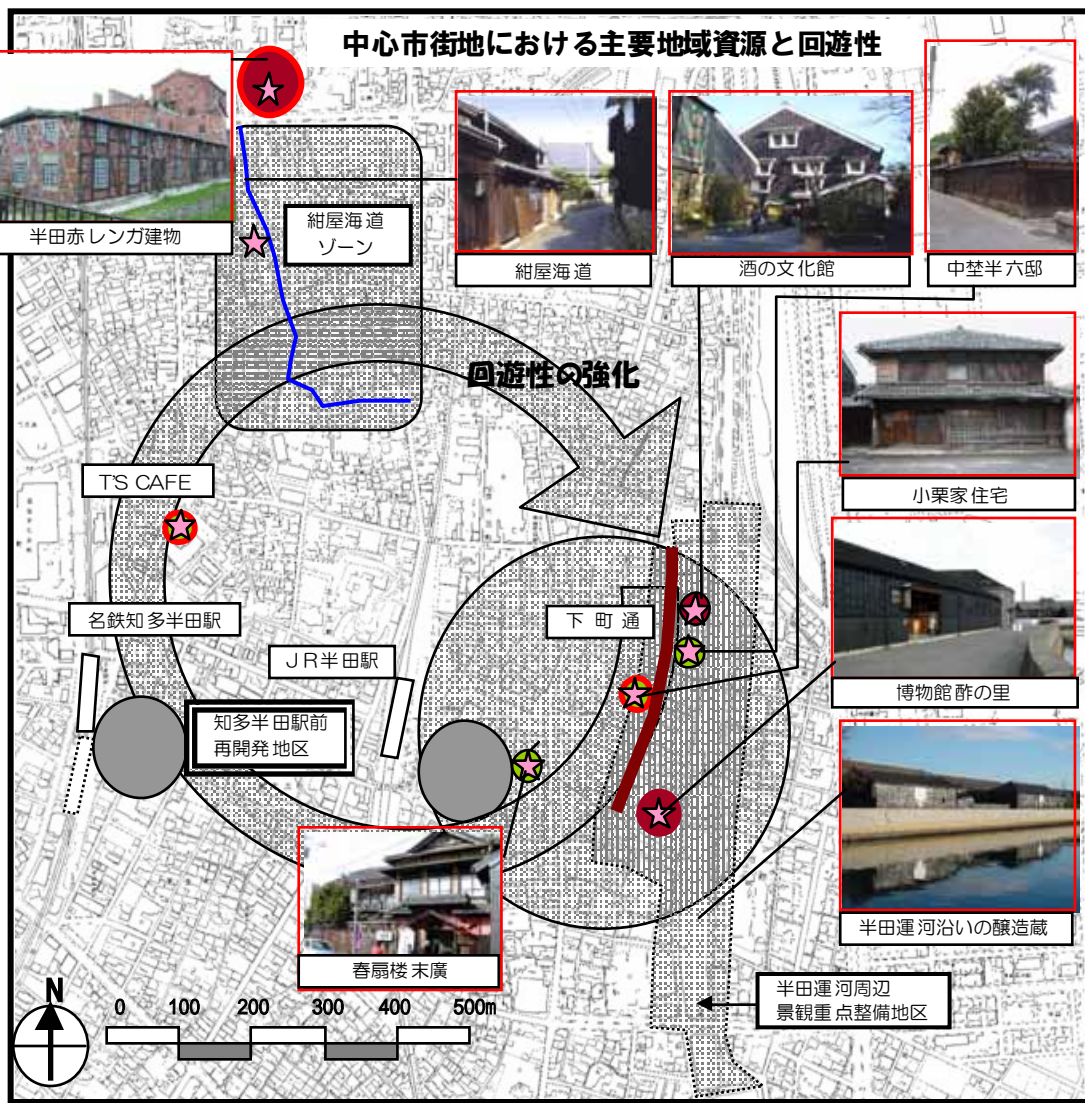 中心市街地における主要地域資源と回遊性
半田赤レンガ建物
紺屋海道
ゾーン
紺屋海道
酒の文化館
中埜半六邸
回遊性の強化
小栗家住宅
T'S CAFE
下町通
名鉄知多半田駅
JR半田駅
博物館酢の里
知多半田駅前
再開発地区
半田運河沿いの醸造蔵
春扇楼末廣
半田運河周辺
景観重点整備地区
N
0 100 200 300 400 500m